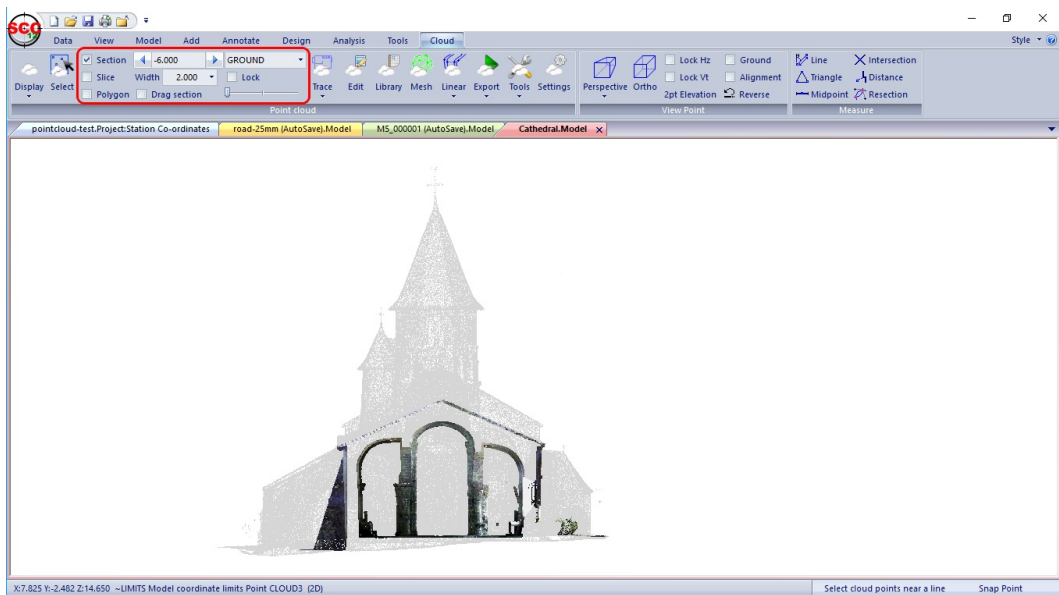 SCC
12
Data View Model Add Annotate Design Analysis Tools Cloud Style
Section -6.000 GROUND Lock Hz Ground Line Intersection
Slice Width 2.000 Lock Lock Vt Alignment Triangle Distance
Display Select Trace Edit Library Mesh Linear Export Tools Settings Perspective Ortho
Polygon Drag section 2pt Elevation Reverse Midpoint Resection
Point cloud View Point Measure
pointcloud-test.Project:Station Co-ordinates road-25mm (AutoSave).Model MS_000001 (AutoSave).Model Cathedral.Model x
X:7.825 Y:-2.482 Z:14.650 ~LIMITS Model coordinate limits Point CLOUD3 (2D) Select cloud points near a line Snap Point